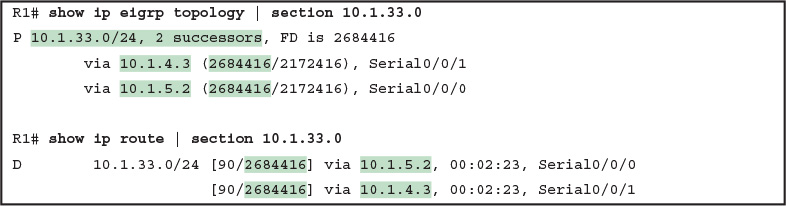 R1# show ip eigrp topology | section 10.1.33.0
P 10.1.33.0/24, 2 successors, FD is 2684416
via 10.1.4.3 (2684416/2172416), Serial0/0/1
via 10.1.5.2 (2684416/2172416), Serial0/0/0
R1# show ip route | section 10.1.33.0
D 10.1.33.0/24 [90/2684416] via 10.1.5.2, 00:02:23, Serial0/0/0
[90/2684416] via 10.1.4.3, 00:02:23, Serial0/0/1